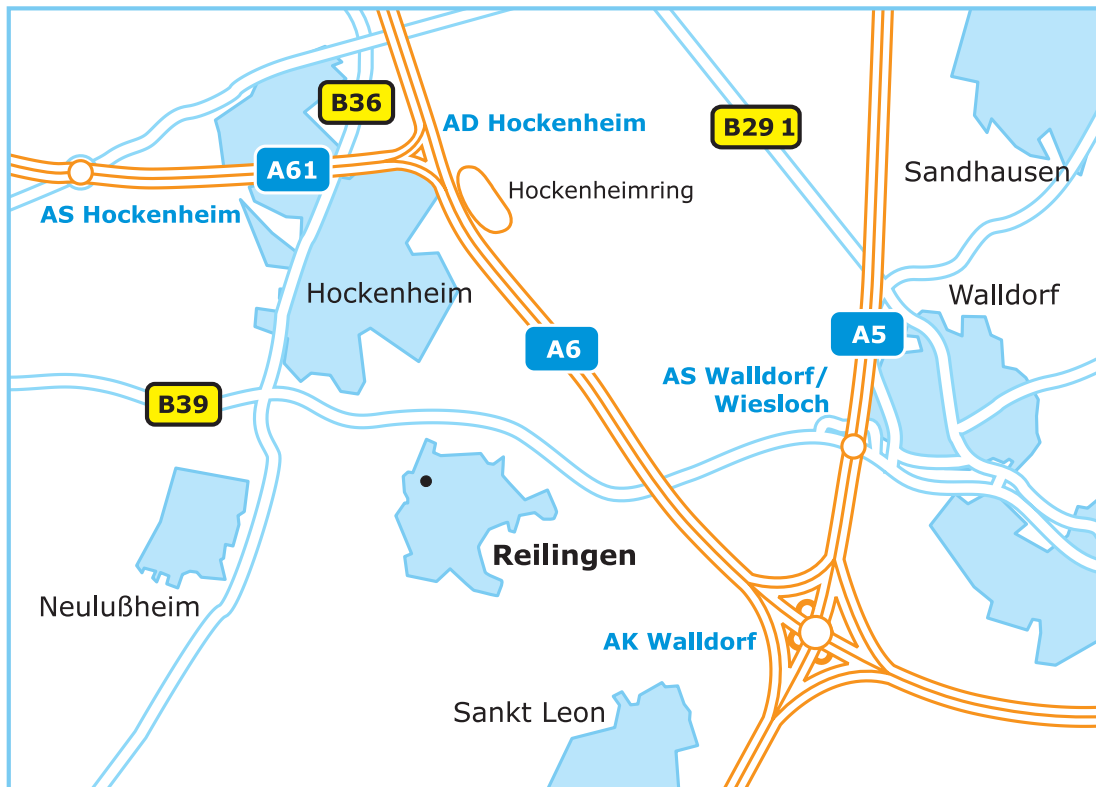 B36
AD Hockenheim
B29 1
A61
Sandhausen
Hockenheimring
AS Hockenheim
Hockenheim
Walldorf
A6
A5
AS Walldorf/
Wiesloch
B39
Reilingen
Neulußheim
AK Walldorf
Sankt Leon